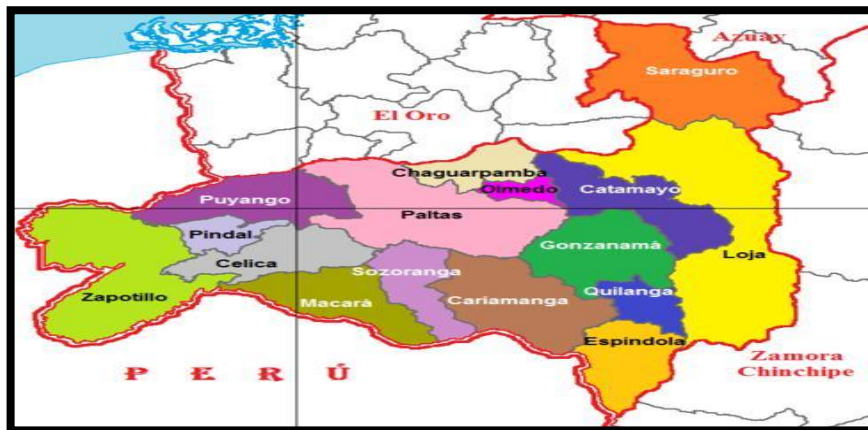 Azuay
Saraguro
El Oro
Chaguarpamba
Olmedo
Catamayo
Puyango
Paltas
Pindal
Gonzanamá
Loja
Celica
Sozoranga
Zapotillo
Macará
Cariamanga
Quilanga
Espindola
Zamora
Chinchipe
P E R Ú